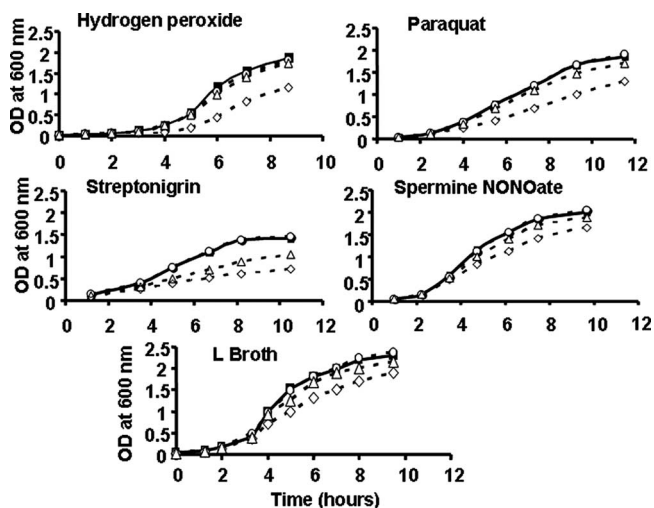 Hydrogen peroxide
Paraquat
OD at 600 nm
2.5
2
1.5
1
0.5
0
0 2 4 6 8 10
2.5
2
1.5
1
0.5
0
0 2 4 6 8 10 12
Streptonigrin
Spermine NONOate
OD at 600 nm
2.5
2
1.5
1
0.5
0
0 2 4 6 8 10 12
2.5
2
1.5
1
0.5
0
0 2 4 6 8 10 12
L Broth
OD at 600 nm
2.5
2
1.5
1
0.5
0
0 2 4 6 8 10 12
Time (hours)